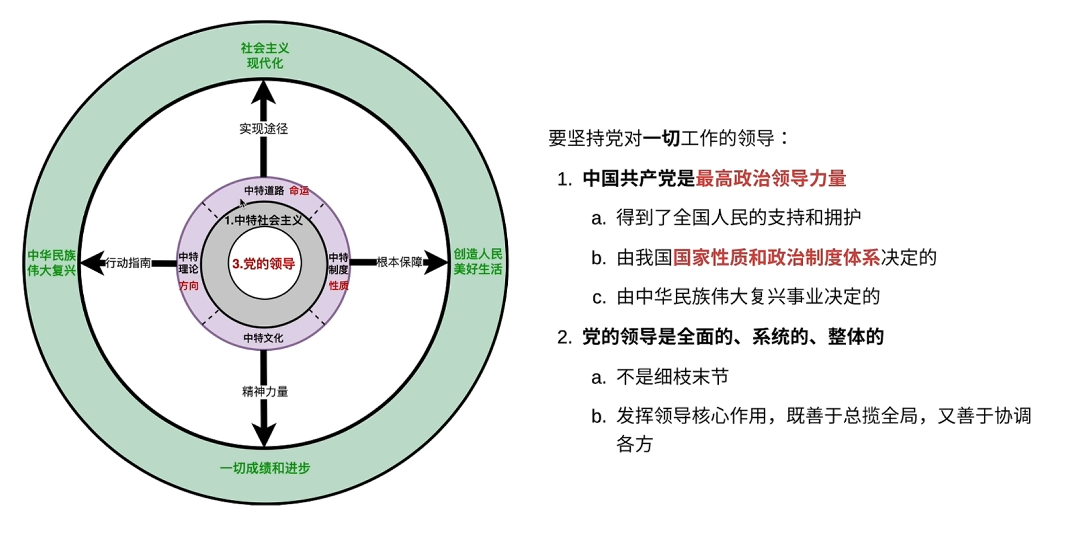 社会主义
现代化
实现途径
中特道路 命运
1.中特社会主义
中华民族
伟大复兴
行动指南
中特
理论
方向
3.党的领导
中特
制度
性质
根本保障
创造人民
美好生活
中特文化
精神力量
一切成绩和进步
要坚持党对一切工作的领导：
1. 中国共产党是最高政治领导力量
a. 得到了全国人民的支持和拥护
b. 由我国国家性质和政治制度体系决定的
c. 由中华民族伟大复兴事业决定的
2. 党的领导是全面的、系统的、整体的
a. 不是细枝末节
b. 发挥领导核心作用，既善于总揽全局，又善于协调
各方